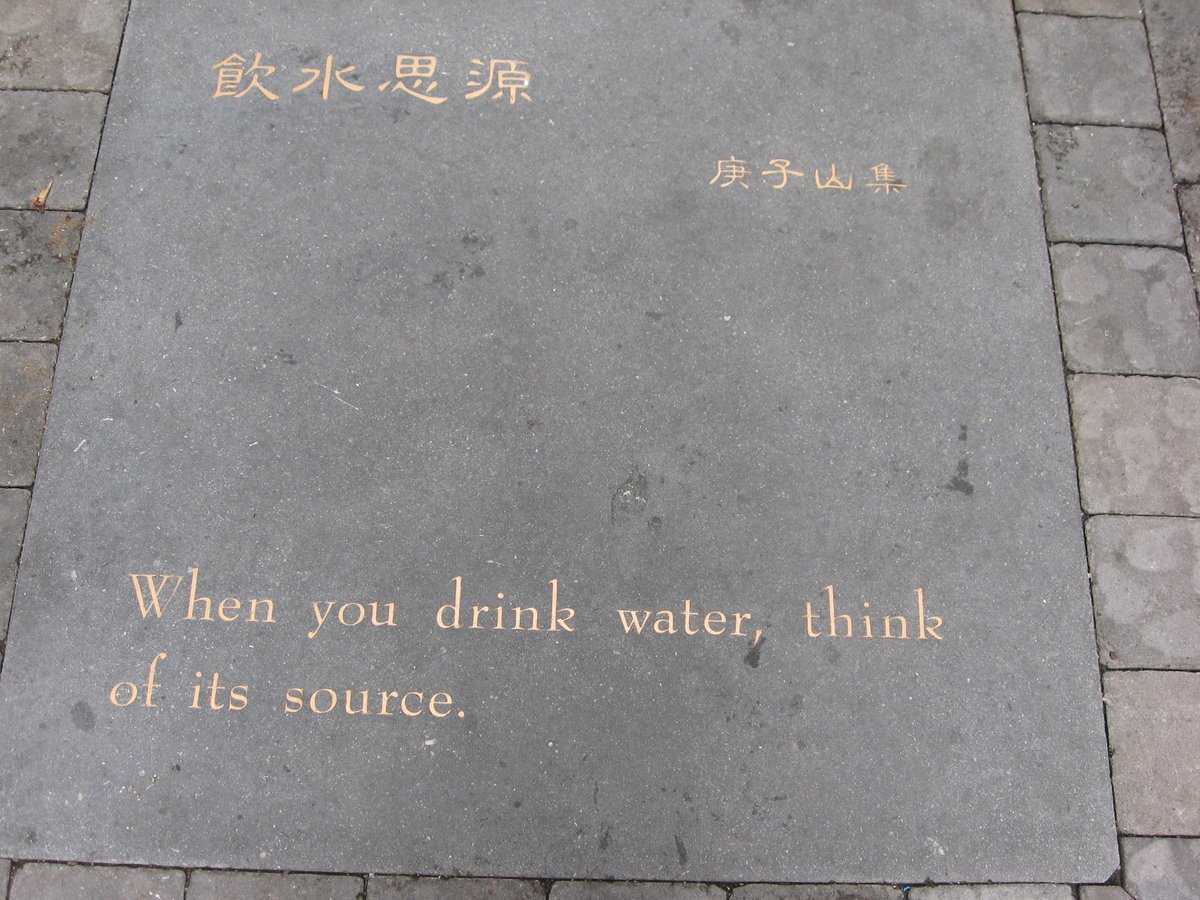 飲水思源
庚子山集
When you drink water, think
of its source.